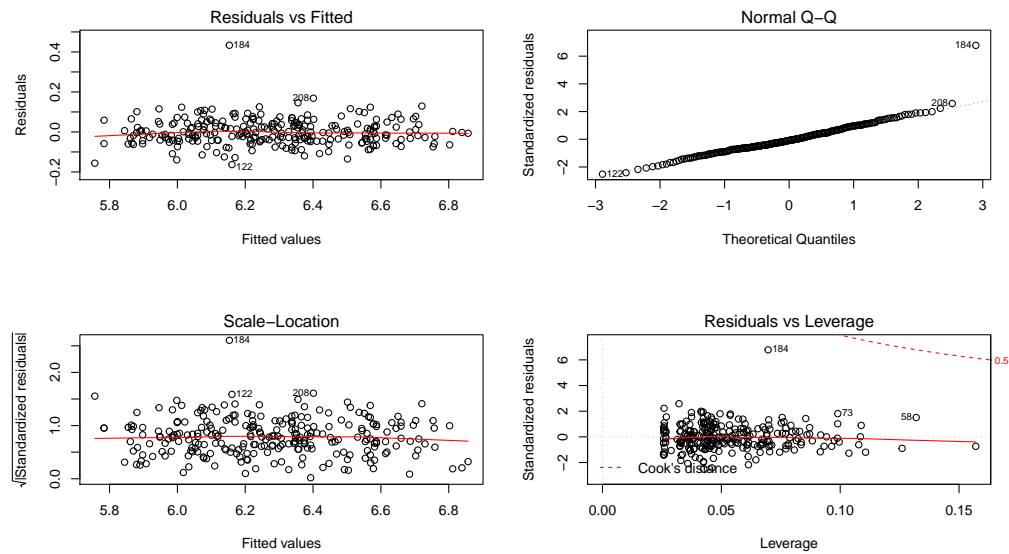 Residuals vs Fitted
Residuals
−0.2 0.0 0.2 0.4
184
208
122
5.8 6.0 6.2 6.4 6.6 6.8
Fitted values
Normal Q−Q
Standardized residuals
−2 0 2 4 6
184
208
122
−3 −2 −1 0 1 2 3
Theoretical Quantiles
Scale−Location
√|Standardized residuals|
0.0 1.0 2.0
184
122
208
5.8 6.0 6.2 6.4 6.6 6.8
Fitted values
Residuals vs Leverage
Standardized residuals
−2 0 2 4 6
184
0.5
73
58
Cook's distance
0.00 0.05 0.10 0.15
Leverage